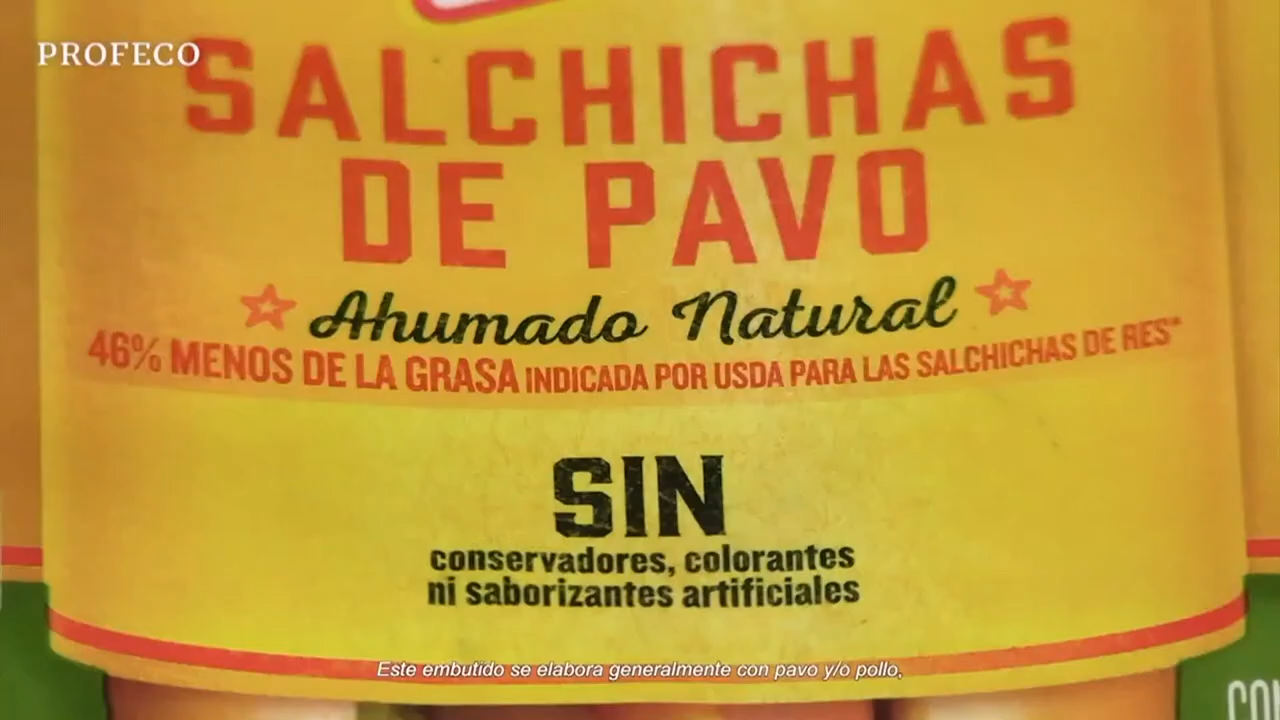 PROFECO
SALCHICHAS
DE PAVO
Ahumado Natural
46% MENOS DE LA GRASA INDICADA POR USDA PARA LAS SALCHICHAS DE RES*
SIN
conservadores, colorantes
ni saborizantes artificiales
Este embutido se elabora generalmente con pavo y/o pollo,